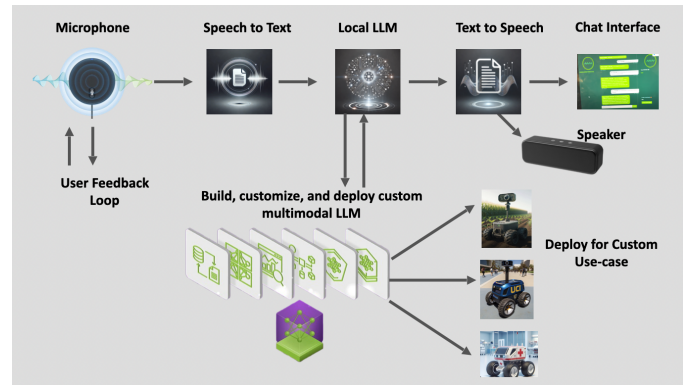 Microphone
Speech to Text
Local LLM
Text to Speech
Chat Interface
Speaker
User Feedback
Loop
Build, customize, and deploy custom
multimodal LLM
Deploy for Custom
Use-case
UCI